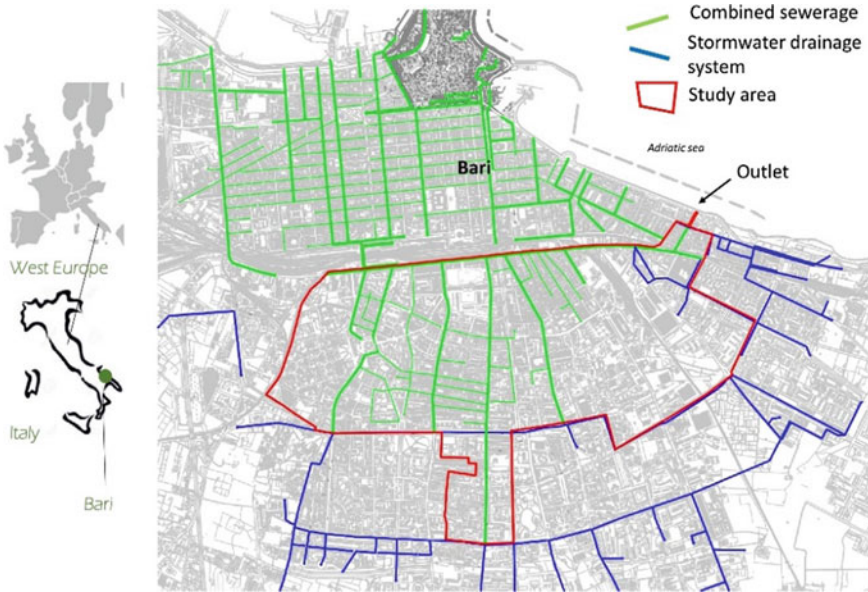 Combined sewerage
Stormwater drainage
system
Study area
Adriatic sea
Outlet
Bari
West Europe
Italy
Bari